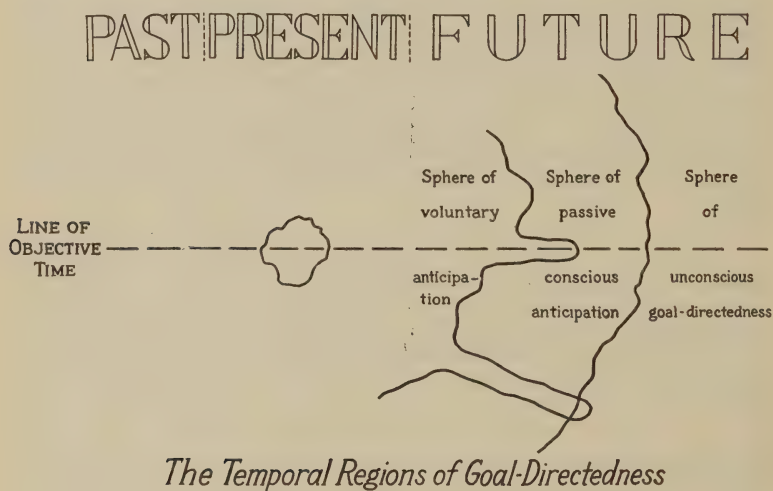 PAST PRESENT FUTURE
Sphere of voluntary
anticipa-
tion
Sphere of passive
conscious
anticipation
Sphere of
unconscious
goal-directedness
LINE OF
OBJECTIVE
TIME
The Temporal Regions of Goal-Directedness